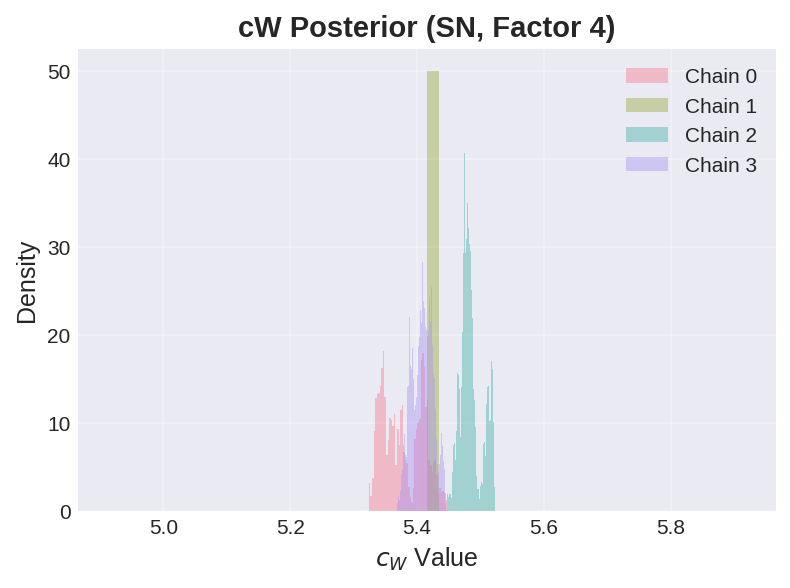 cW Posterior (SN, Factor 4)
Chain 0
Chain 1
Chain 2
Chain 3
50
40
30
20
10
0
Density
5.0 5.2 5.4 5.6 5.8
c_W Value